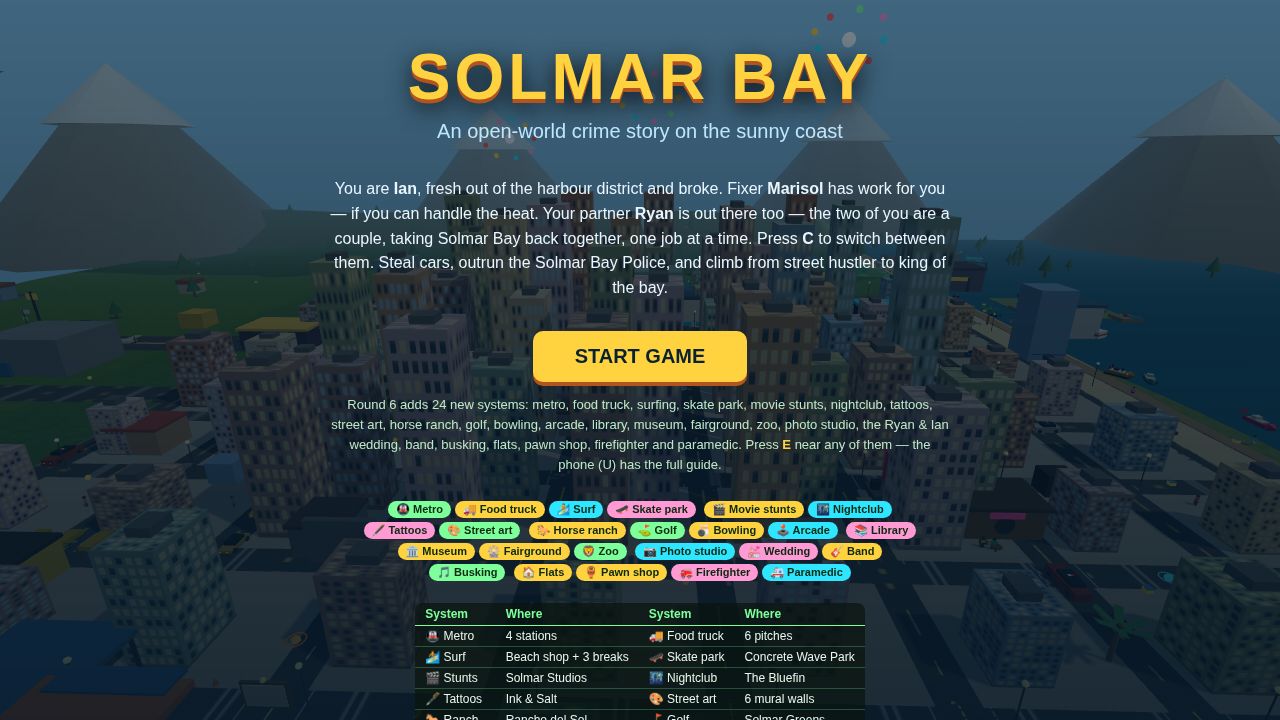 SOLMAR BAY
An open-world crime story on the sunny coast
You are Ian, fresh out of the harbour district and broke. Fixer Marisol has work for you
— if you can handle the heat. Your partner Ryan is out there too — the two of you are a
couple, taking Solmar Bay back together, one job at a time. Press C to switch between
them. Steal cars, outrun the Solmar Bay Police, and climb from street hustler to king of
the bay.
START GAME
Round 6 adds 24 new systems: metro, food truck, surfing, skate park, movie stunts, nightclub, tattoos,
street art, horse ranch, golf, bowling, arcade, library, museum, fairground, zoo, photo studio, the Ryan & Ian
wedding, band, busking, flats, pawn shop, firefighter and paramedic. Press E near any of them — the
phone (U) has the full guide.
Metro Food truck Surf Skate park Movie stunts Nightclub
Tattoos Street art Horse ranch Golf Bowling Arcade Library
Museum Fairground Zoo Photo studio Wedding Band
Busking Flats Pawn shop Firefighter Paramedic
System Where System Where
Metro 4 stations Food truck 6 pitches
Surf Beach shop + 3 breaks Skate park Concrete Wave Park
Stunts Solmar Studios Nightclub The Bluefin
Tattoos Ink & Salt Street art 6 mural walls
Ranch Rancho del Sol Golf Solmar Greens